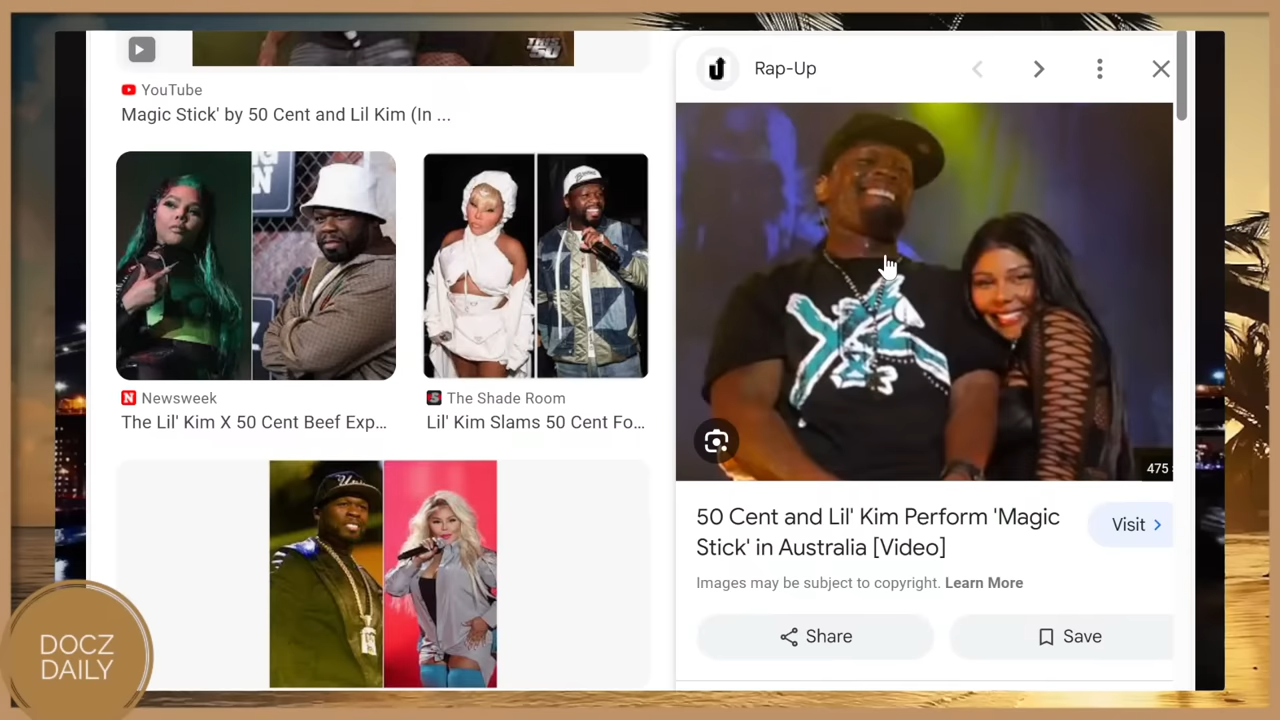 YouTube
Magic Stick' by 50 Cent and Lil Kim (In ...
Newsweek
The Lil' Kim X 50 Cent Beef Exp...
The Shade Room
Lil' Kim Slams 50 Cent Fo...
Rap-Up
475
50 Cent and Lil' Kim Perform 'Magic
Stick' in Australia [Video]
Visit
Images may be subject to copyright. Learn More
Share
Save
DOCZ
DAILY